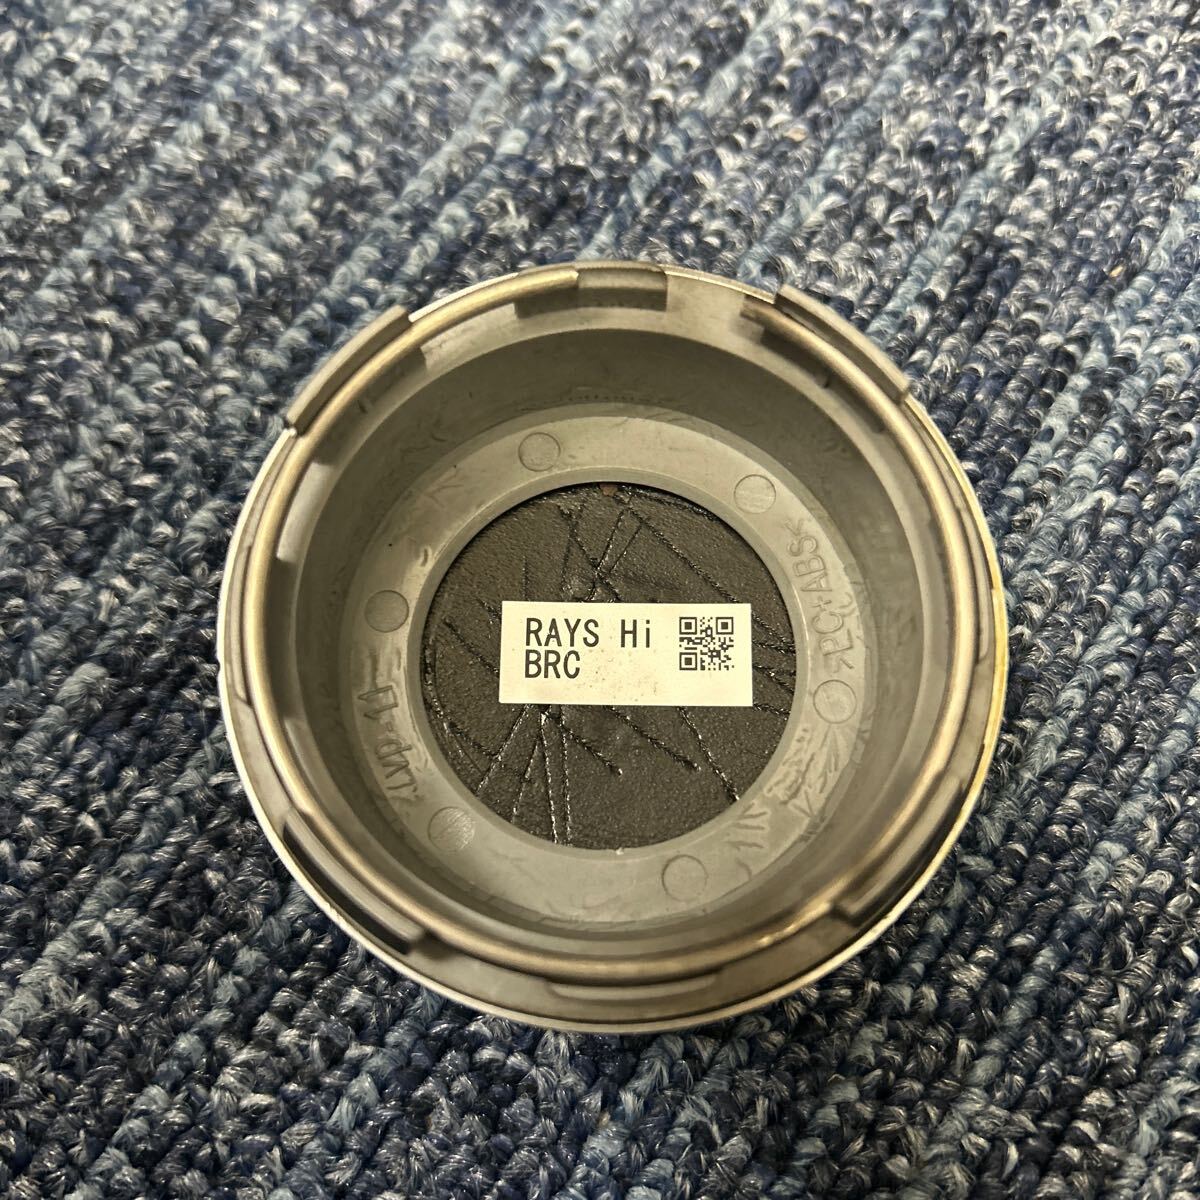 RAYS Hi
BRC
>PC+ABS<